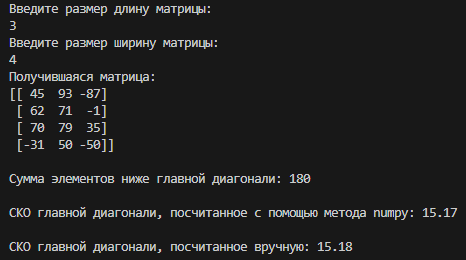 Введите размер длину матрицы:
3
Введите размер ширину матрицы:
4
Получившаяся матрица:
[[ 45  93 -87]
 [ 62  71  -1]
 [ 70  79  35]
 [-31  50 -50]]
Сумма элементов ниже главной диагонали: 180
СКО главной диагонали, посчитанное с помощью метода numpy: 15.17
СКО главной диагонали, посчитанное вручную: 15.18